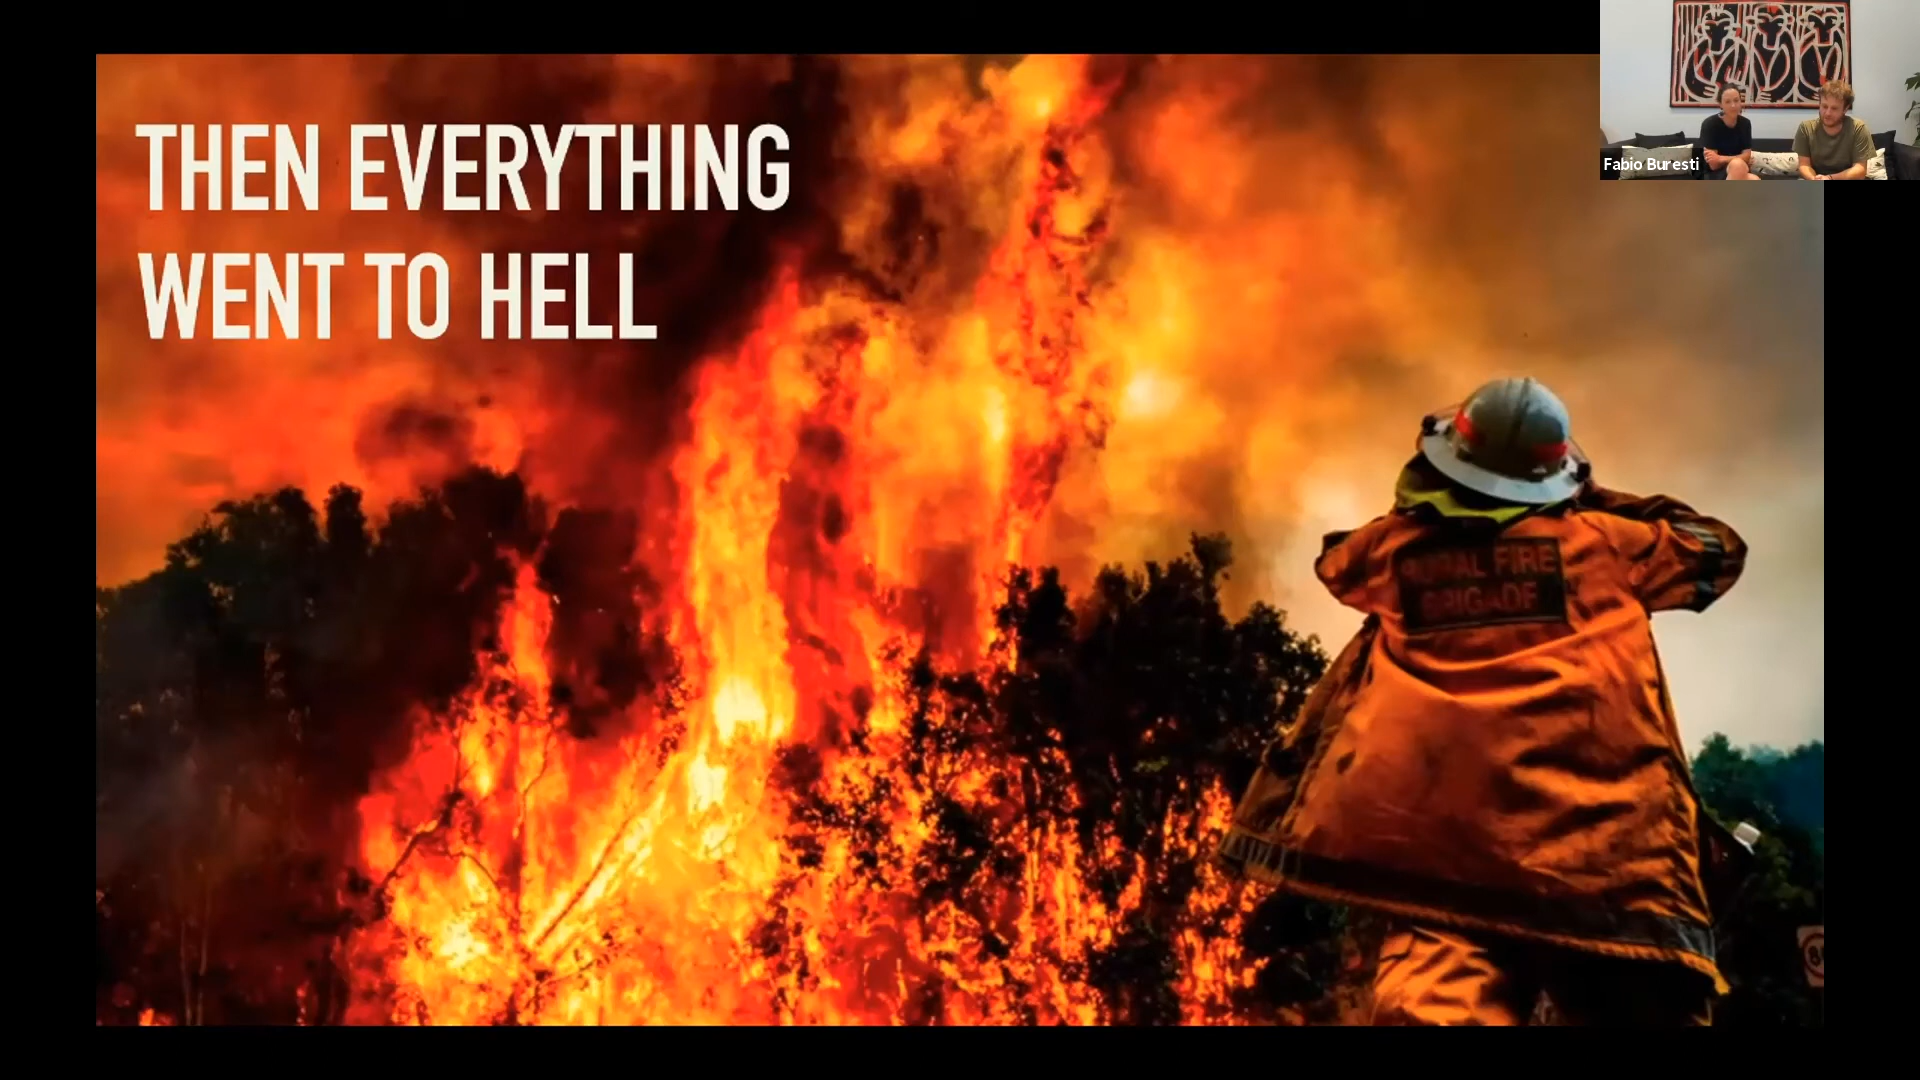 THEN EVERYTHING
WENT TO HELL
Fabio Buresti
RURAL FIRE
BRIGADE